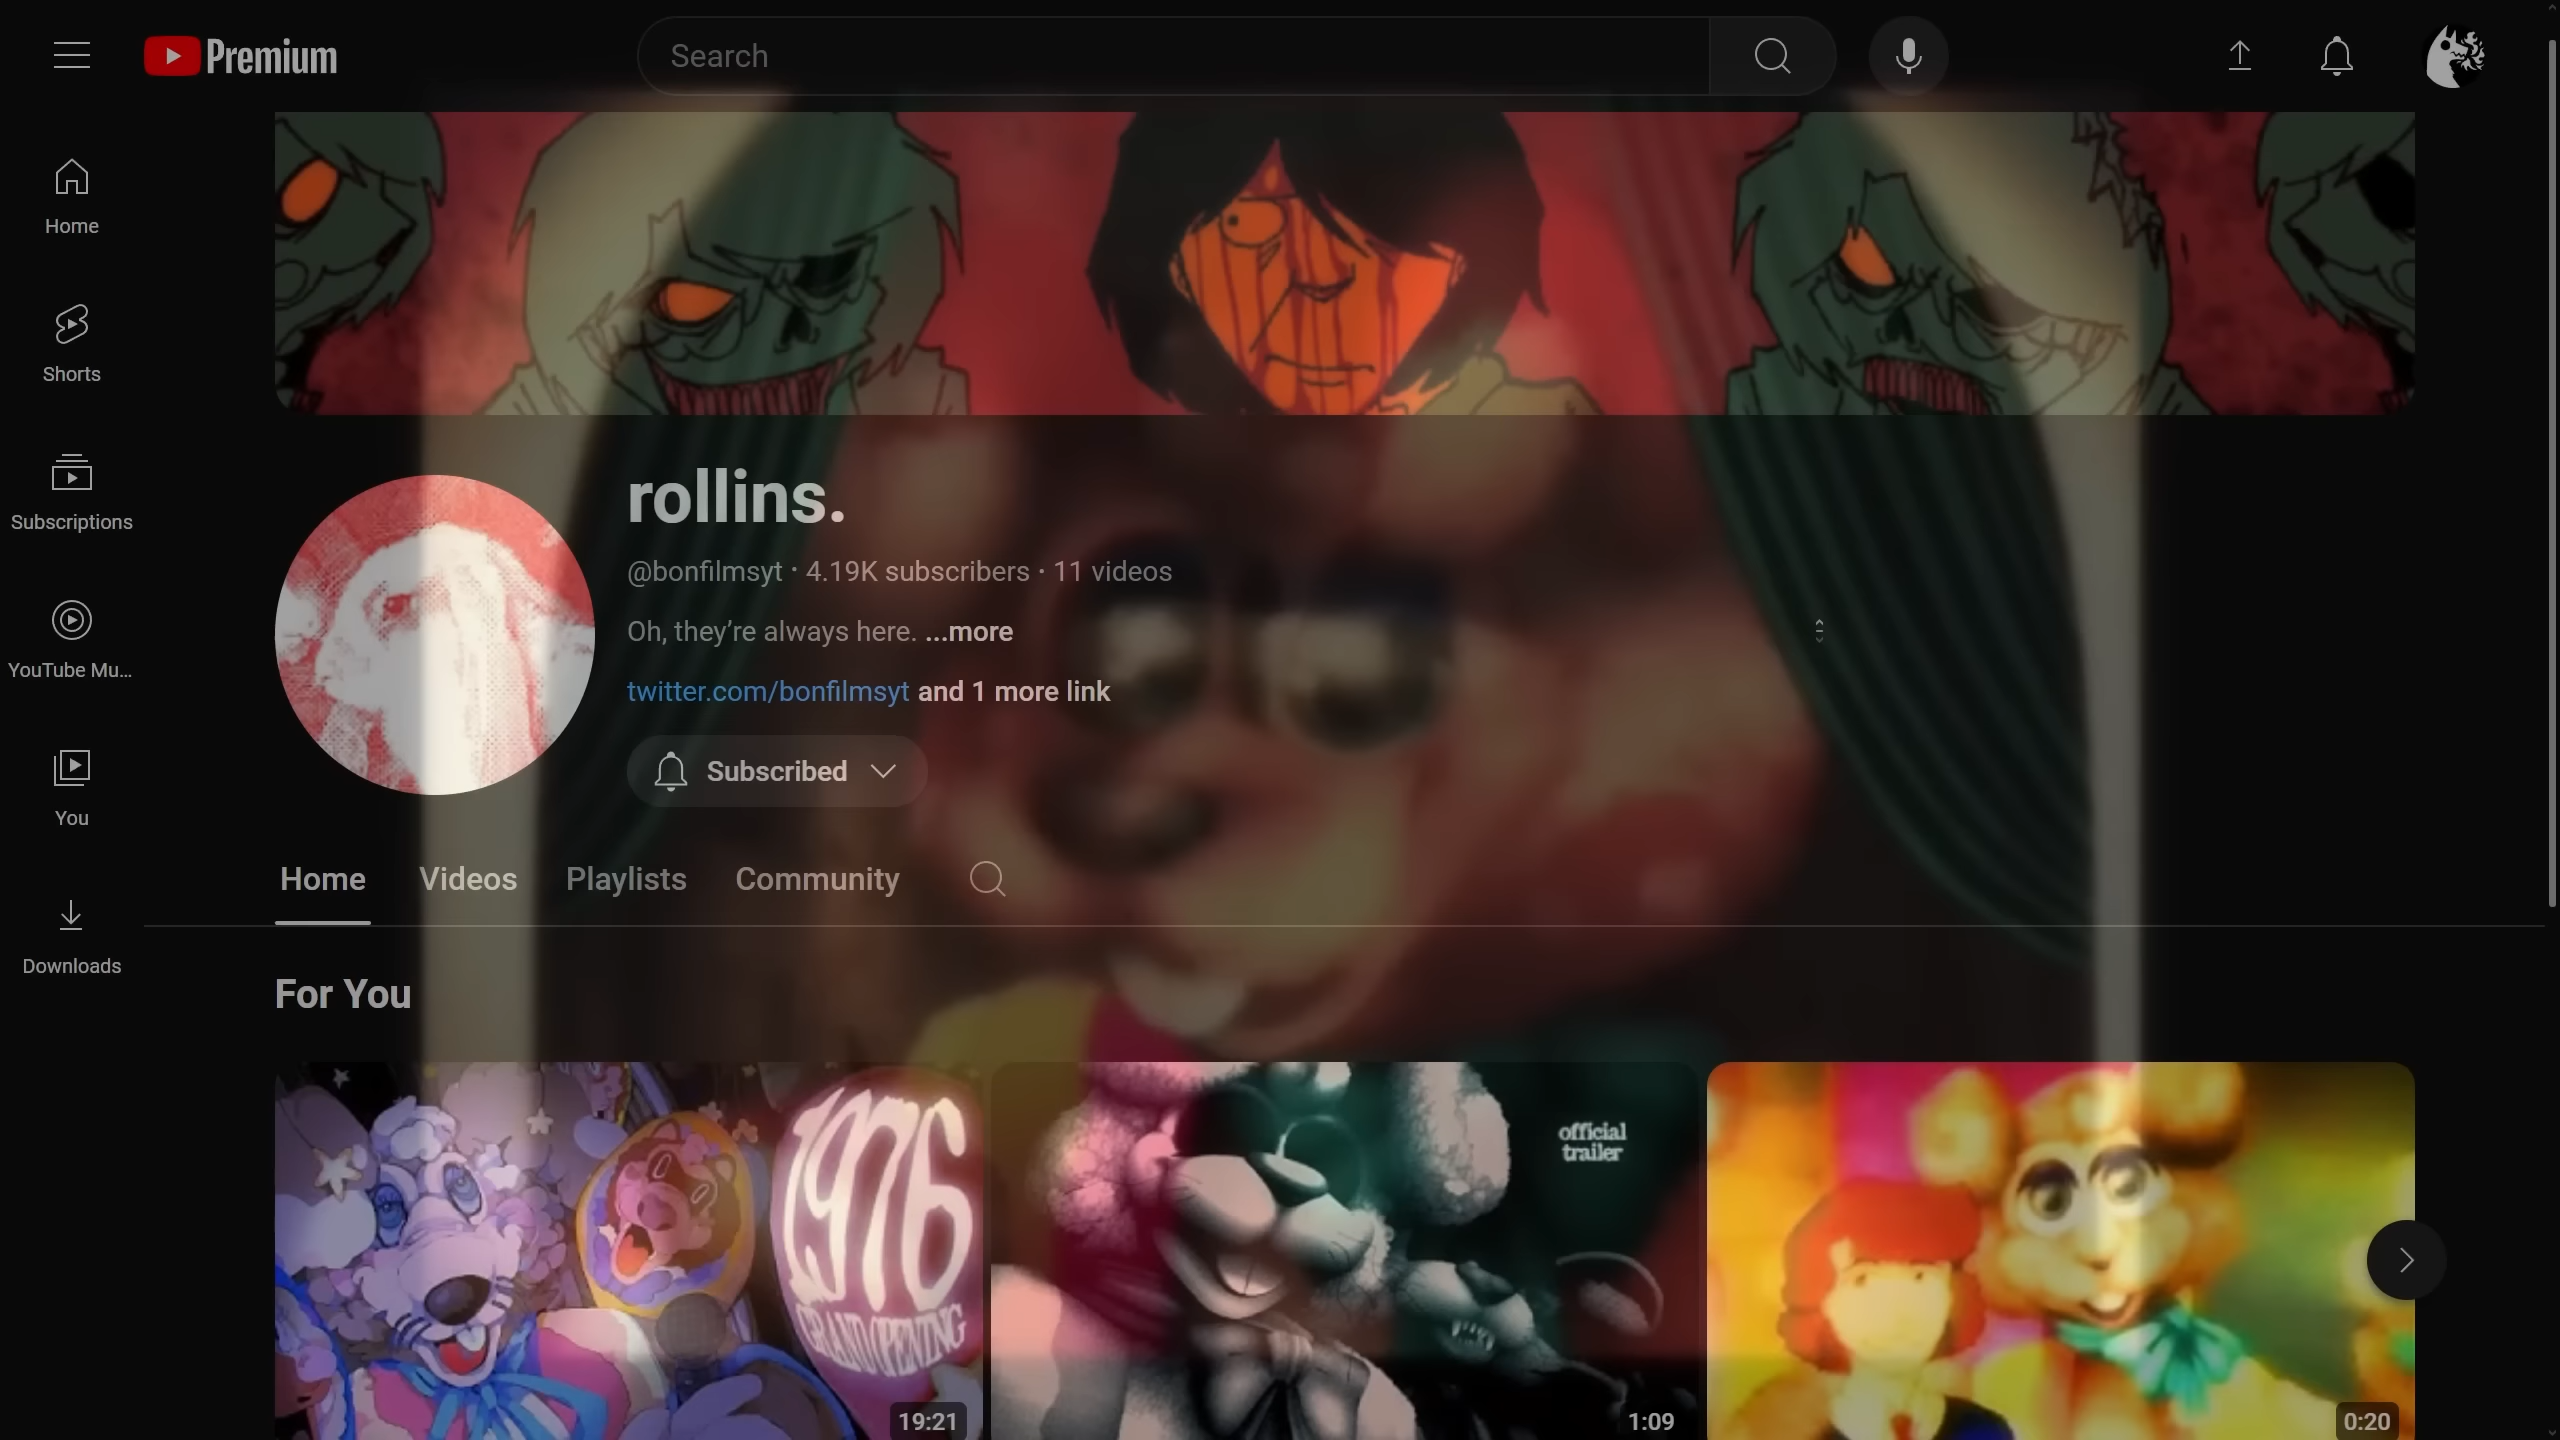 Premium
Search
Home
Shorts
Subscriptions
YouTube Mu...
You
Downloads
rollins.
@bonfilmsyt · 4.19K subscribers · 11 videos
Oh, they’re always here. ...more
twitter.com/bonfilmsyt and 1 more link
Subscribed
Home Videos Playlists Community
For You
1976
GRAND OPENING
19:21
official
trailer
1:09
0:20